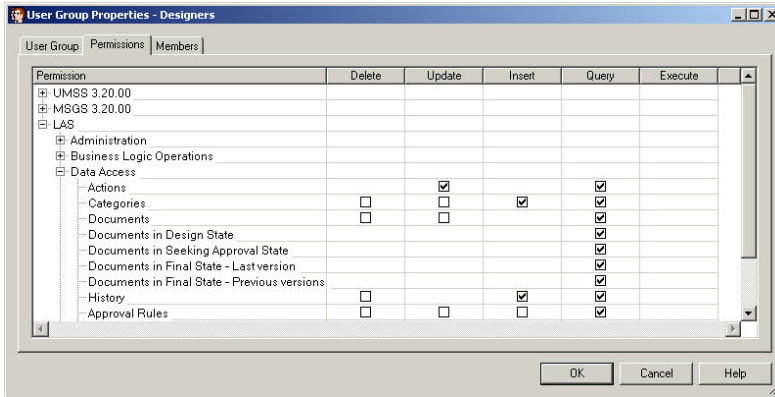 User Group Properties - Designers
User Group Permissions Members
Permission Delete Update Insert Query Execute
UMSS 3.20.00
MSGS 3.20.00
LAS
Administration
Business Logic Operations
Data Access
Actions
Categories
Documents
Documents in Design State
Documents in Seeking Approval State
Documents in Final State - Last version
Documents in Final State - Previous versions
History
Approval Rules
OK Cancel Help